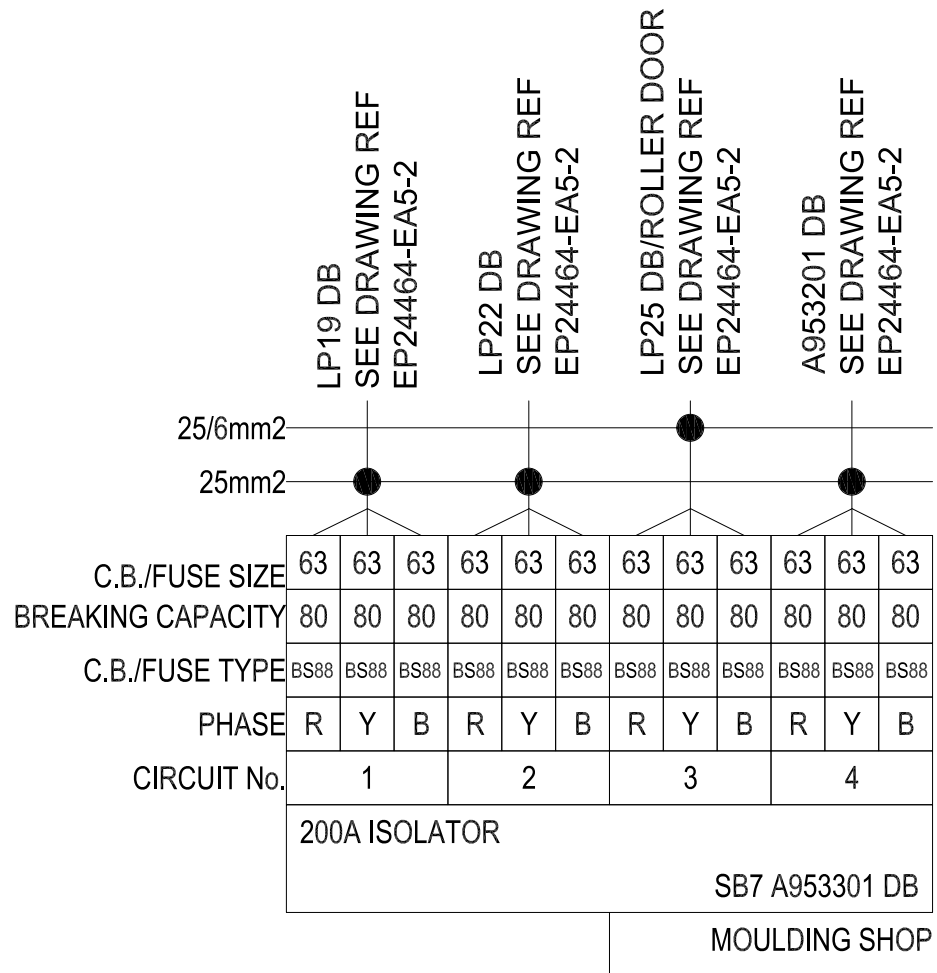 LP19 DB
SEE DRAWING REF
EP24464-EA5-2
LP22 DB
SEE DRAWING REF
EP24464-EA5-2
LP25 DB/ROLLER DOOR
SEE DRAWING REF
EP24464-EA5-2
A953201 DB
SEE DRAWING REF
EP24464-EA5-2
25/6mm2
25mm2
C.B./FUSE SIZE 63 63 63 63 63 63 63 63 63 63 63 63
BREAKING CAPACITY 80 80 80 80 80 80 80 80 80 80 80 80
C.B./FUSE TYPE BS88 BS88 BS88 BS88 BS88 BS88 BS88 BS88 BS88 BS88 BS88 BS88
PHASE R Y B R Y B R Y B R Y B
CIRCUIT No. 1 2 3 4
200A ISOLATOR
SB7 A953301 DB
MOULDING SHOP